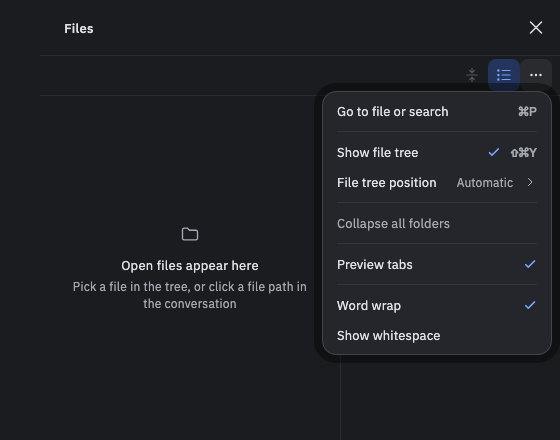 Files
Go to file or search ⌘P
Show file tree ⇧⌘Y
File tree position Automatic
Collapse all folders
Preview tabs
Word wrap
Show whitespace
Open files appear here
Pick a file in the tree, or click a file path in
the conversation